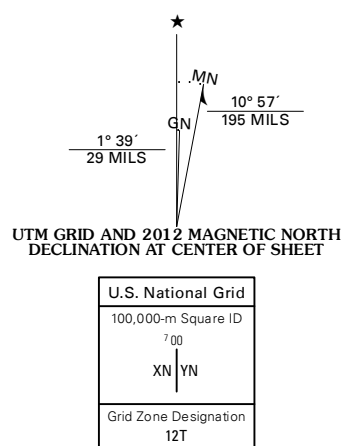 ★
MN
GN
10° 57´
195 MILS
1° 39´
29 MILS
UTM GRID AND 2012 MAGNETIC NORTH
DECLINATION AT CENTER OF SHEET
U.S. National Grid
100,000-m Square ID
⁷00
XN YN
Grid Zone Designation
12T